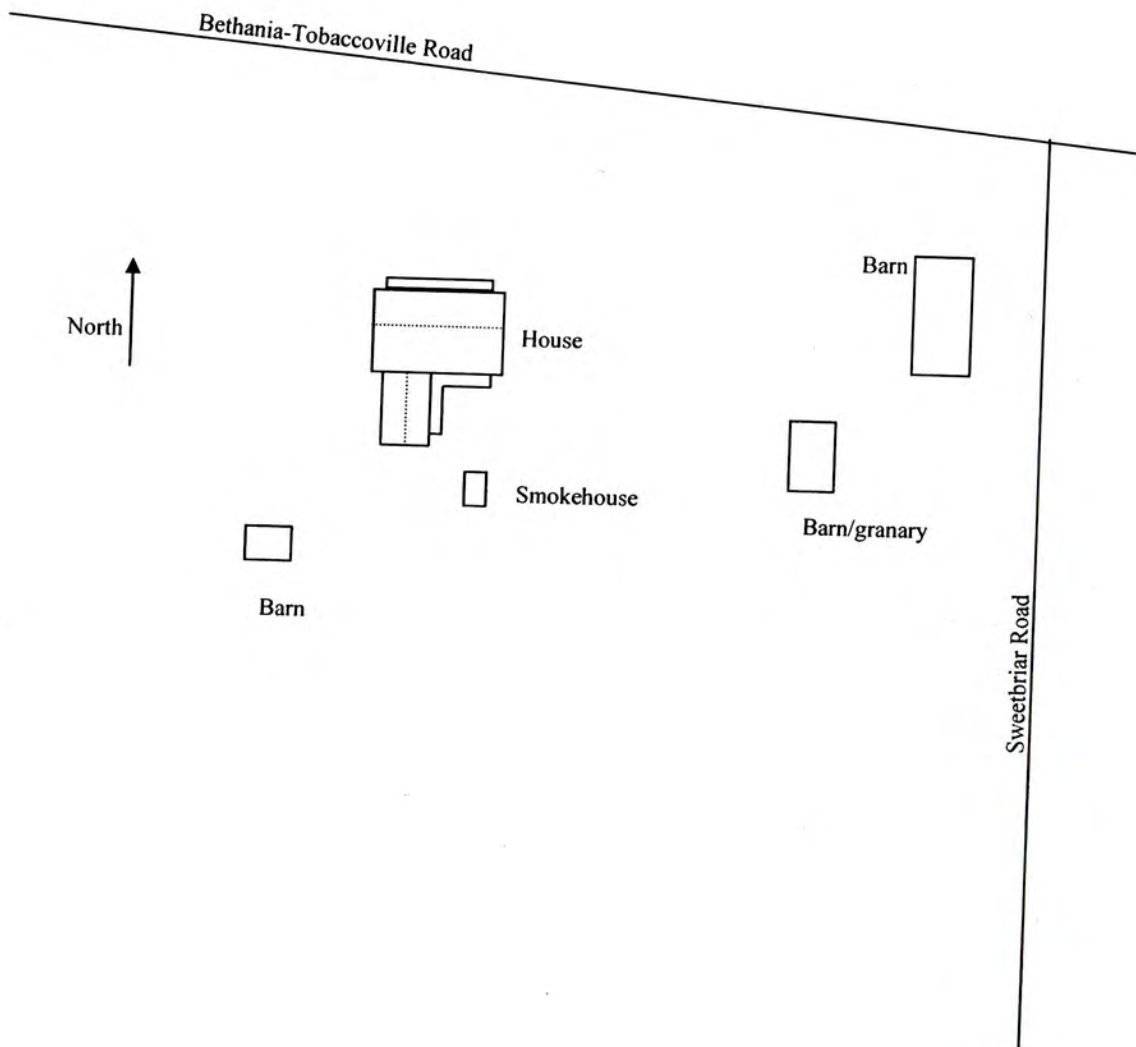 Bethania-Tobaccoville Road
Barn
North
House
Smokehouse
Barn/granary
Barn
Sweetbriar Road